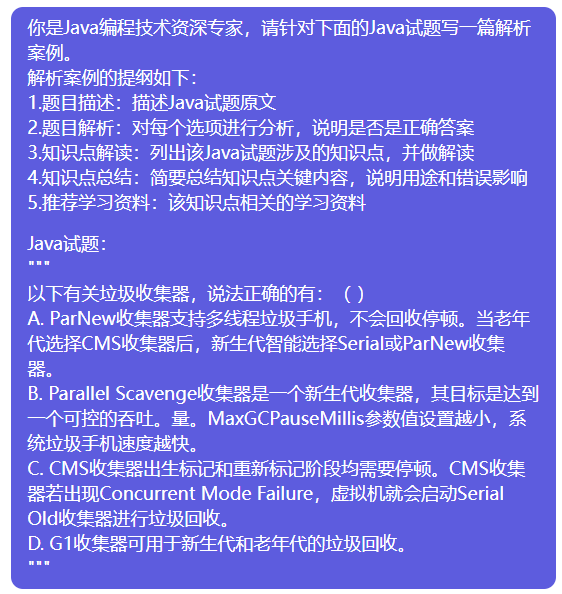 你是Java编程技术资深专家，请针对下面的Java试题写一篇解析
案例。
解析案例的提纲如下：
1.题目描述：描述Java试题原文
2.题目解析：对每个选项进行分析，说明是否是正确答案
3.知识点解读：列出该Java试题涉及的知识点，并做解读
4.知识点总结：简要总结知识点关键内容，说明用途和错误影响
5.推荐学习资料：该知识点相关的学习资料
Java试题：
"""
以下有关垃圾收集器，说法正确的有：（ ）
A. ParNew收集器支持多线程垃圾手机，不会回收停顿。当老年
代选择CMS收集器后，新生代智能选择Serial或ParNew收集
器。
B. Parallel Scavenge收集器是一个新生代收集器，其目标是达到
一个可控的吞吐。量。MaxGCPauseMillis参数值设置越小，系
统垃圾手机速度越快。
C. CMS收集器出生标记和重新标记阶段均需要停顿。CMS收集
器若出现Concurrent Mode Failure，虚拟机就会启动Serial
Old收集器进行垃圾回收。
D. G1收集器可用于新生代和老年代的垃圾回收。
"""